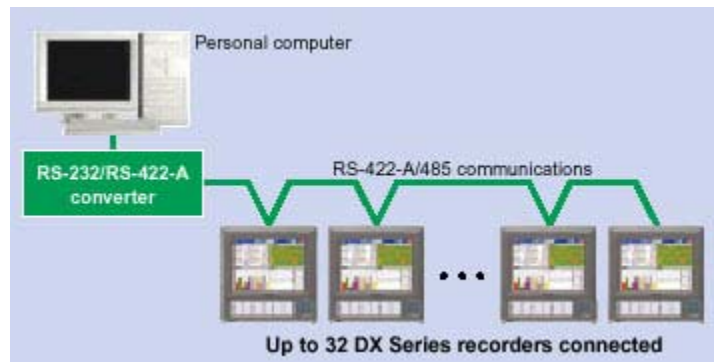 Personal computer
RS-232/RS-422-A
converter
RS-422-A/485 communications
Up to 32 DX Series recorders connected